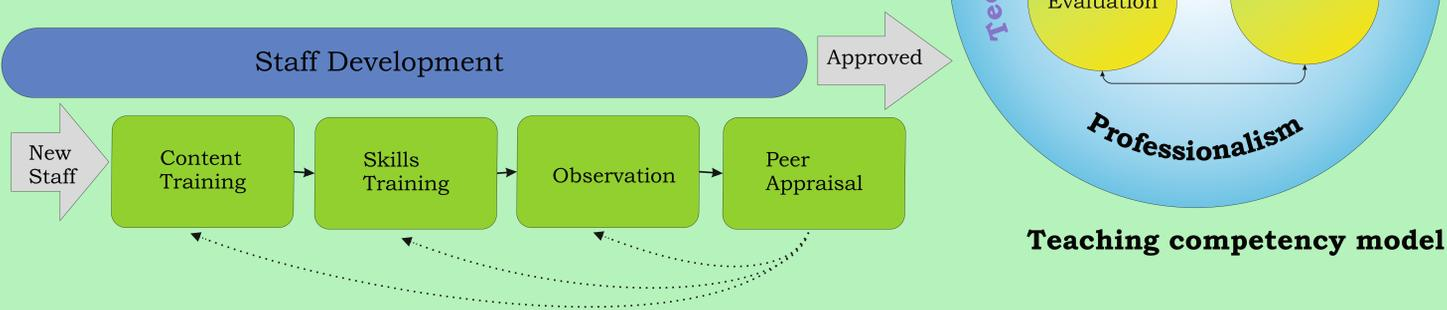 Staff Development
Approved
New
Staff
Content
Training
Skills
Training
Observation
Peer
Appraisal
Evaluation
Professionalism
Teaching competency model